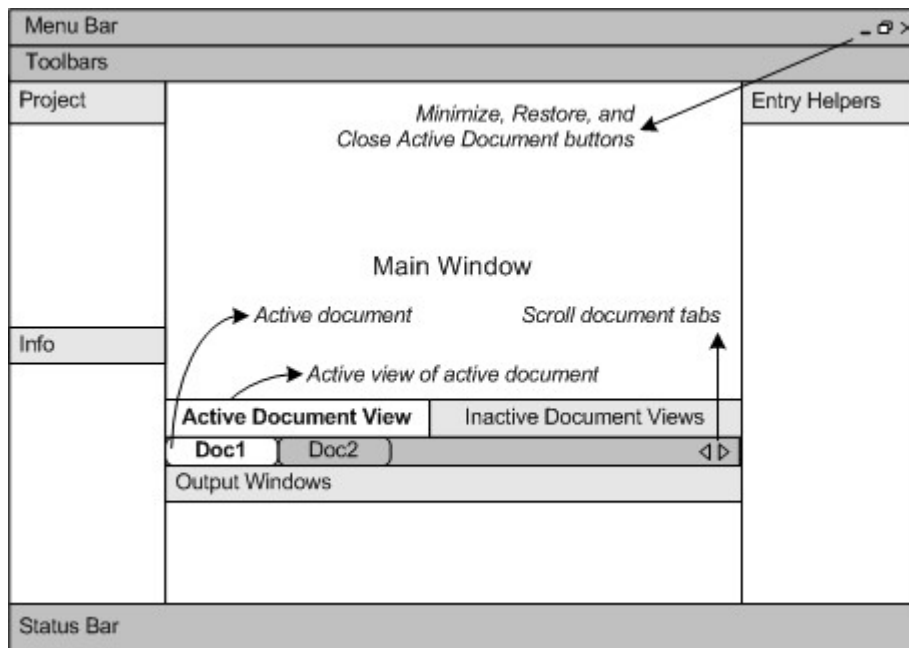 Menu Bar
Toolbars
Project
Minimize, Restore, and
Close Active Document buttons
Entry Helpers
Main Window
Active document
Scroll document tabs
Info
Active view of active document
Active Document View
Inactive Document Views
Doc1
Doc2
Output Windows
Status Bar